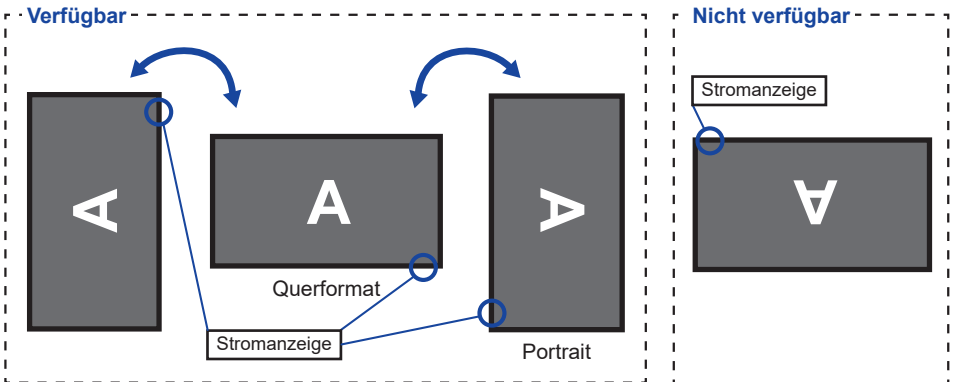 Verfügbar
Nicht verfügbar
Stromanzeige
A
A
A
A
Querformat
Stromanzeige
Portrait